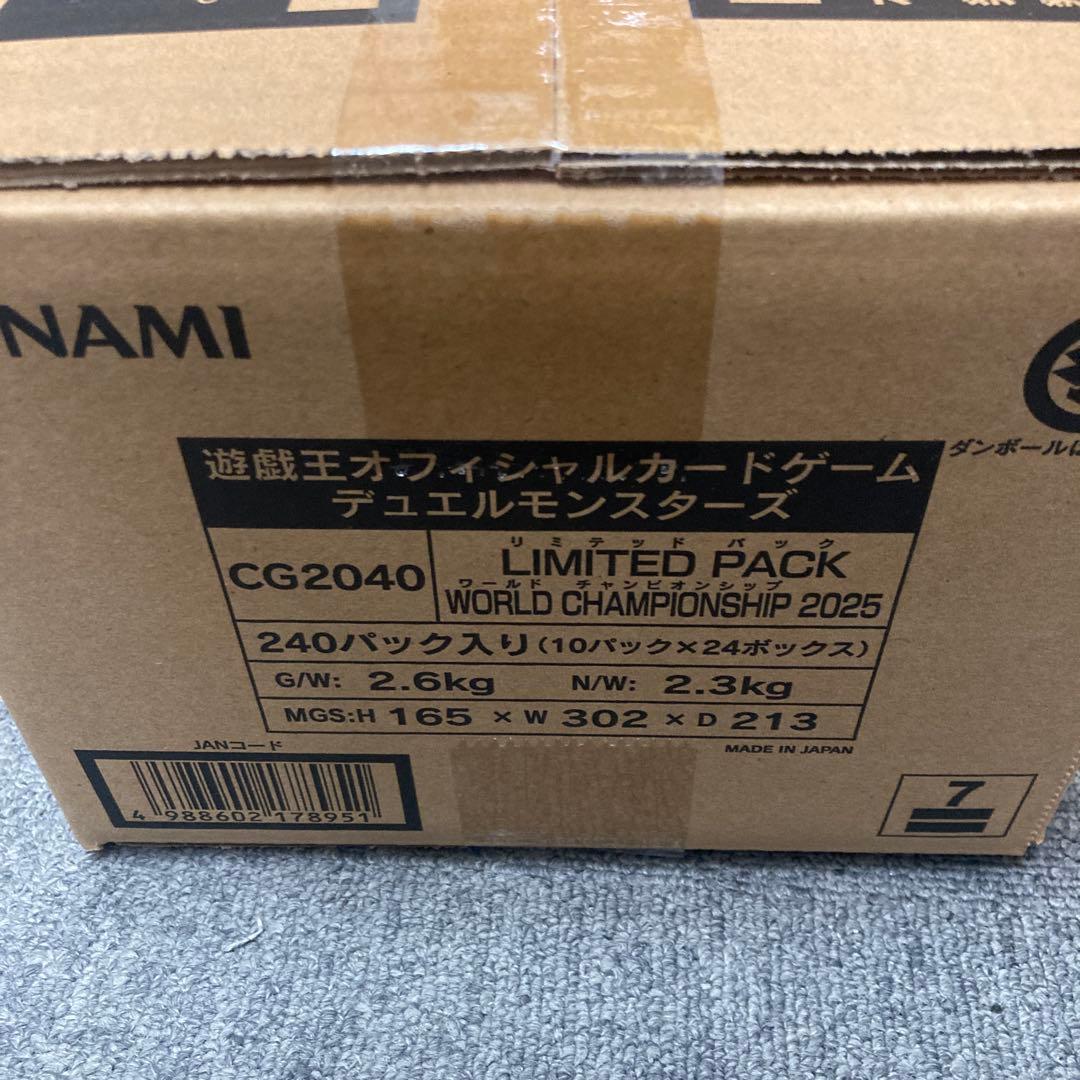 NAMI
ダンボールは
遊戯王オフィシャルカードゲーム
デュエルモンスターズ
リミテッド パック
CG2040 LIMITED PACK
ワールド チャンピオンシップ
WORLD CHAMPIONSHIP 2025
240パック入り(10パック×24ボックス)
G/W: 2.6kg N/W: 2.3kg
MGS:H 165 × W 302 × D 213
JANコード
MADE IN JAPAN
4 988602 178951
7